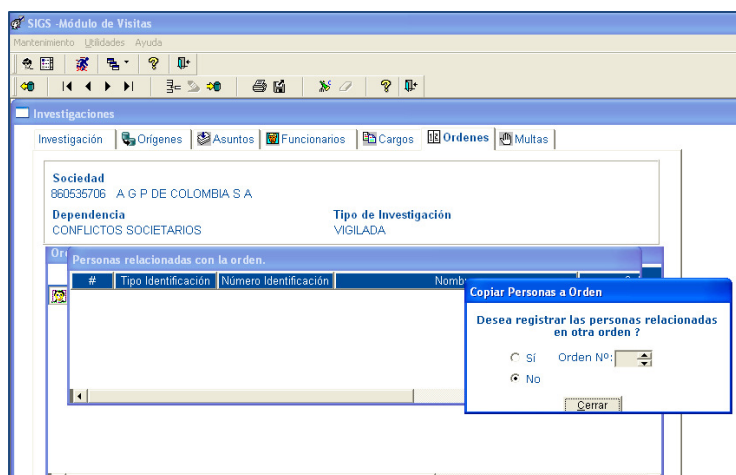 SIGS -Módulo de Visitas
Mantenimiento Utilidades Ayuda
Investigaciones
Investigación Orígenes Asuntos Funcionarios Cargos Ordenes Multas
Sociedad
860535706 A G P DE COLOMBIA S A
Dependencia Tipo de Investigación
CONFLICTOS SOCIETARIOS VIGILADA
Personas relacionadas con la orden.
# Tipo Identificación Número Identificación
Copiar Personas a Orden
Desea registrar las personas relacionadas
en otra orden ?
Sí Orden Nº:
No
Cerrar